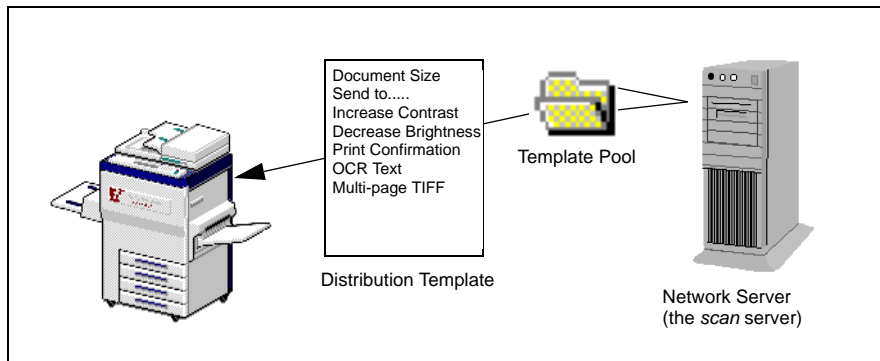 Document Size
Send to.....
Increase Contrast
Decrease Brightness
Print Confirmation
OCR Text
Multi-page TIFF
Distribution Template
Template Pool
Network Server
(the scan server)